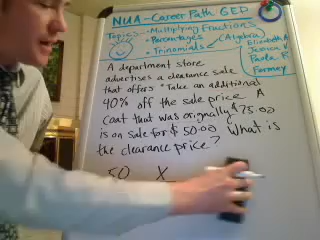 NUA - Career Path GED
Topics: - Multiplying Fractions
- Percentages
- Trinomials (Algebra)
Elizabeth A
Jessica
Paola R
Formey
A department store
advertises a clearance sale
that offers "Take an additional
40% off the sale price. A
coat that was orignally $75.00
is on sale for $50.00 What is
the clearance price?
50 X